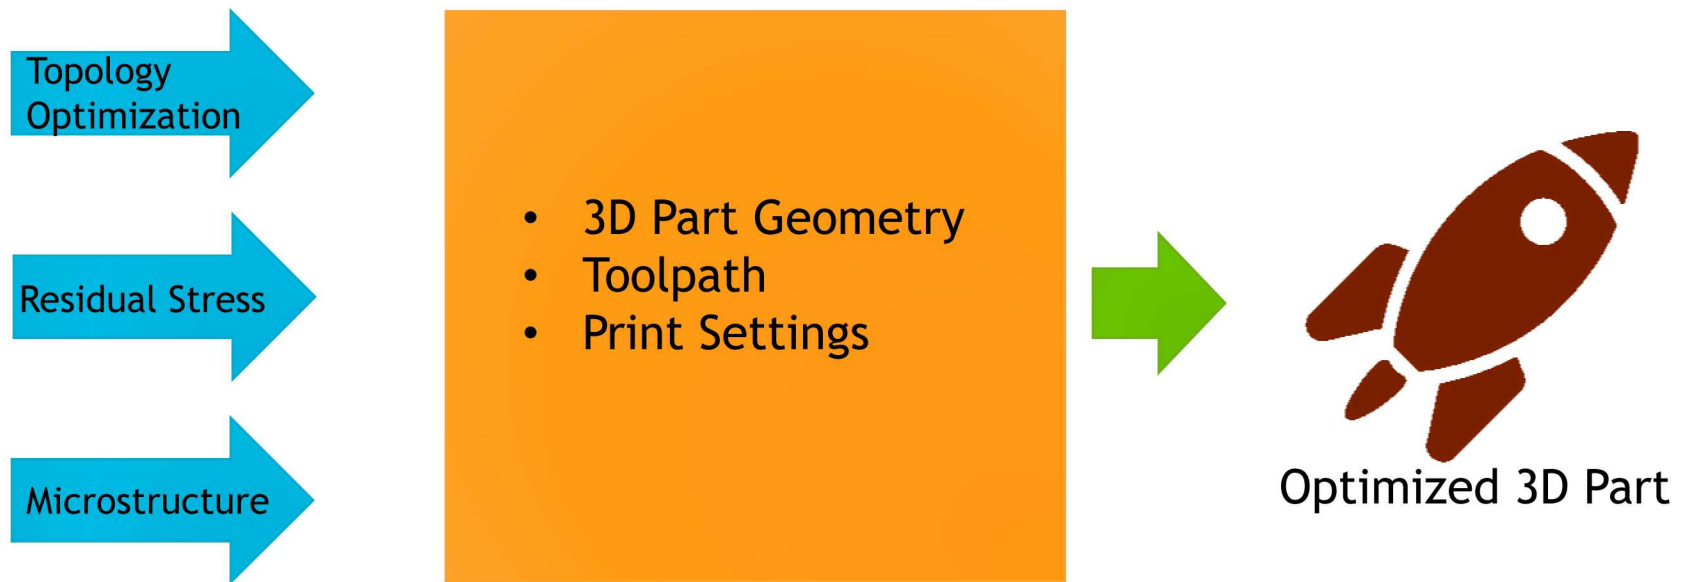 Topology
Optimization
Residual Stress
Microstructure
• 3D Part Geometry
• Toolpath
• Print Settings
Optimized 3D Part